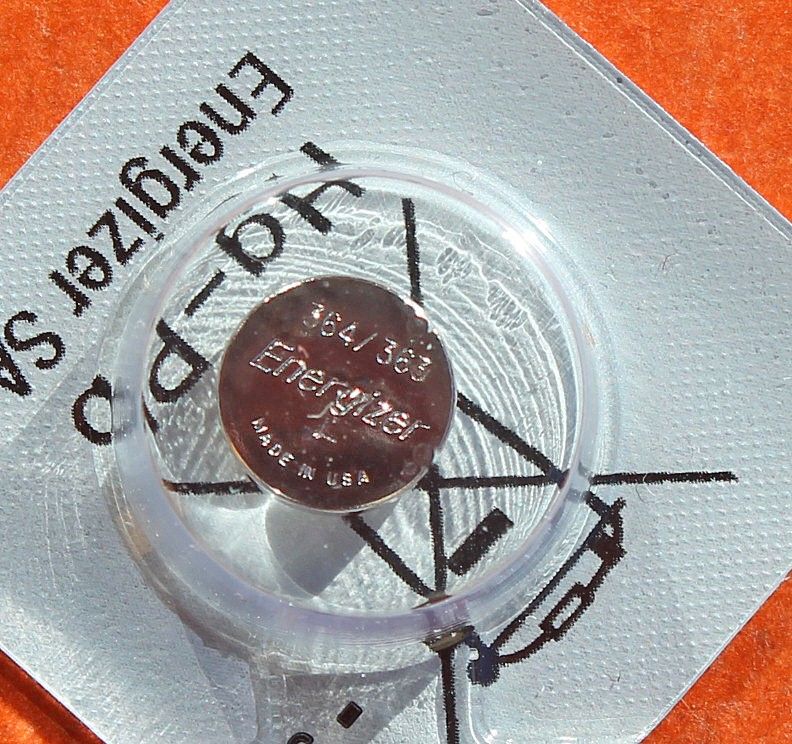 Energizer SA
Hg-Pb
364/363
Energizer
+
MADE IN USA